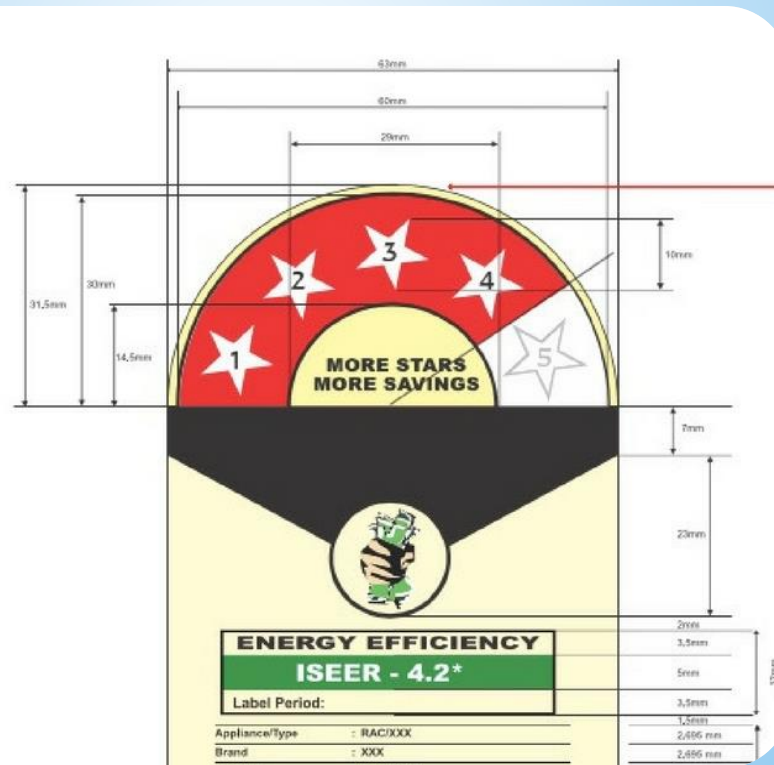 63mm
60mm
29mm
3
10mm
2
4
30mm
31.5mm
14.5mm
1
5
MORE STARS
MORE SAVINGS
7mm
23mm
2mm
ENERGY EFFICIENCY
3.5mm
ISEER - 4.2*
5mm
Label Period:
3.5mm
1.5mm
Appliance/Type : RAC/XXX
2.695 mm
Brand : XXX
2.695 mm